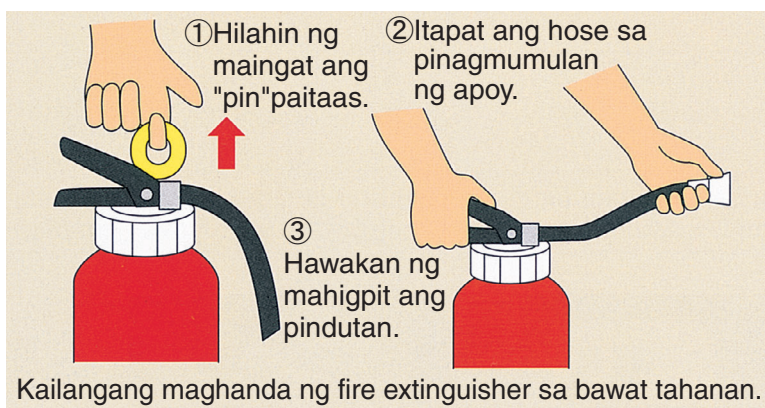 ①Hilahin ng
maingat ang
"pin"paitaas.
②Itapat ang hose sa
pinagmumulan
ng apoy.
③
Hawakan ng
mahigpit ang
pindutan.
Kailangang maghanda ng fire extinguisher sa bawat tahanan.